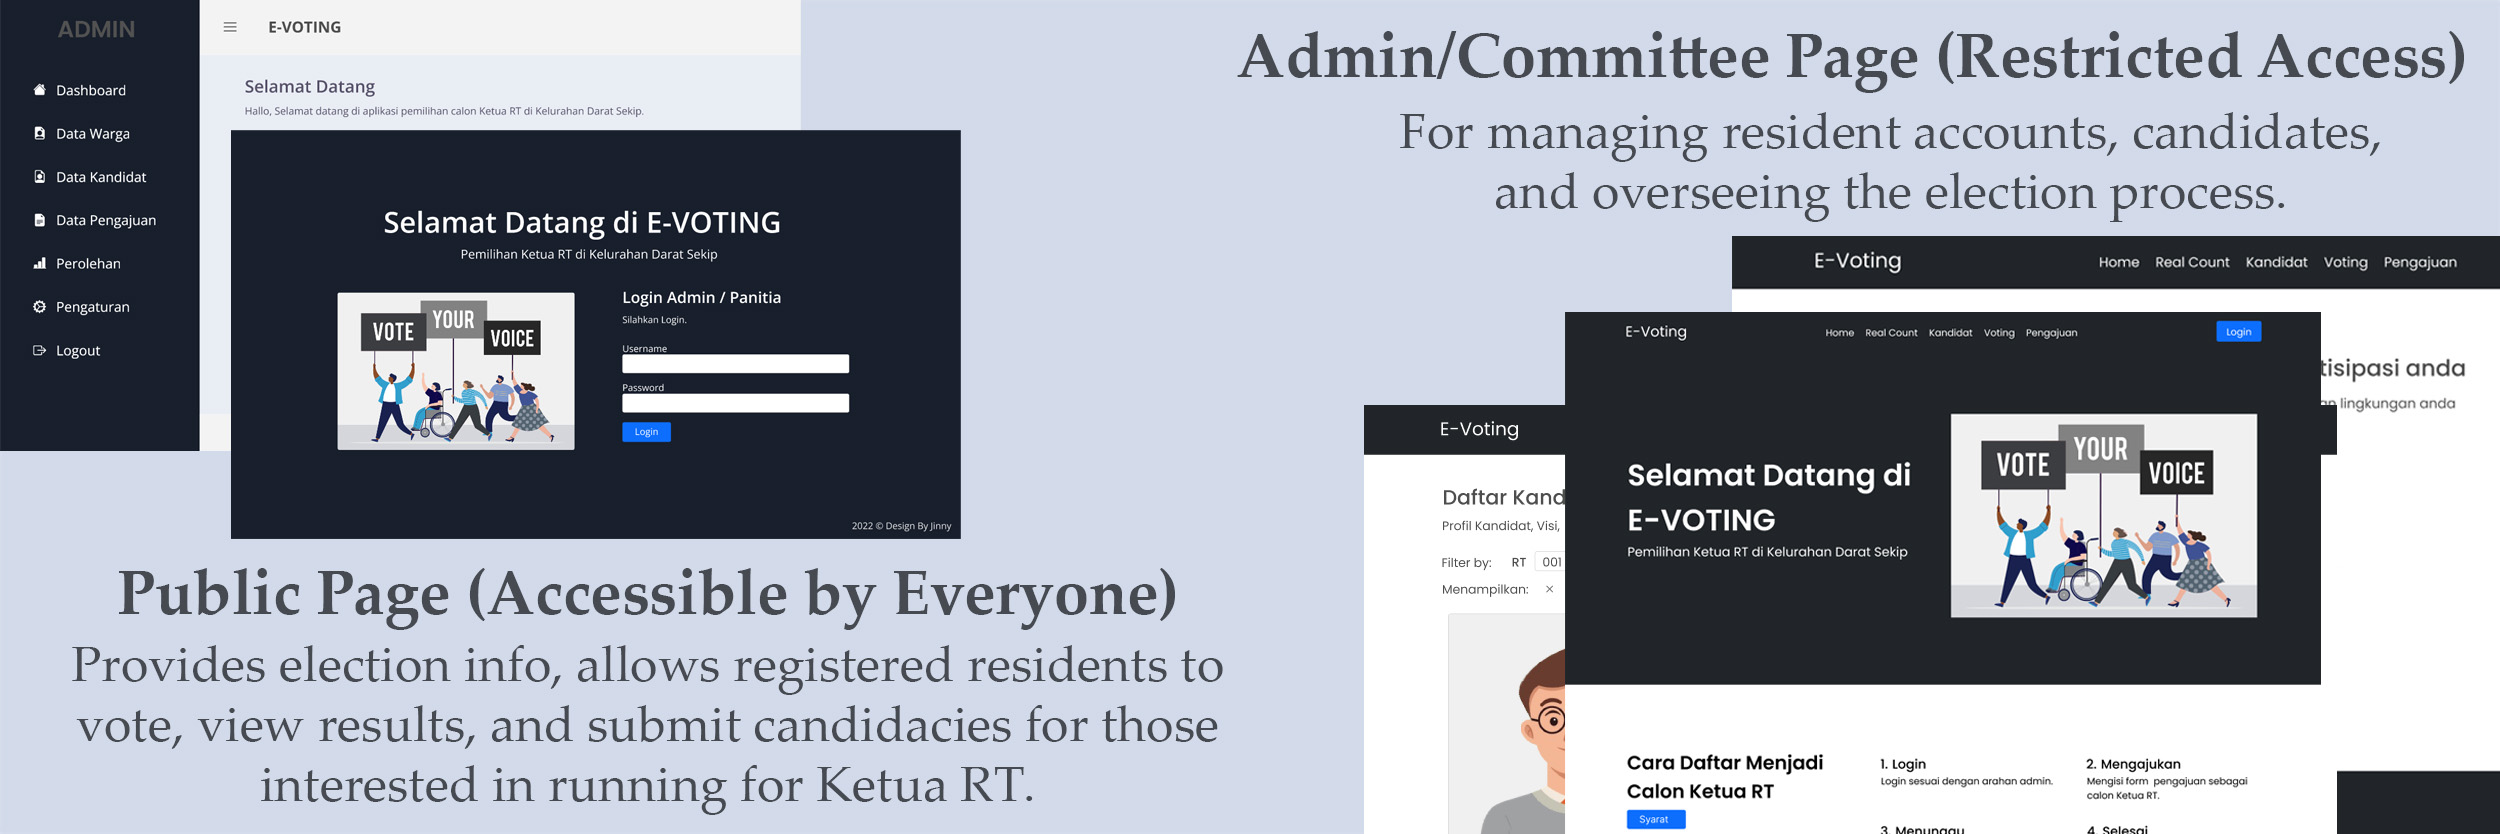 ADMIN
Dashboard
Data Warga
Data Kandidat
Data Pengajuan
Perolehan
Pengaturan
Logout
E-VOTING
Selamat Datang
Hallo, Selamat datang di aplikasi pemilihan calon Ketua RT di Kelurahan Darat Sekip.
Selamat Datang di E-VOTING
Pemilihan Ketua RT di Kelurahan Darat Sekip
VOTE YOUR VOICE
Login Admin / Panitia
Silahkan Login.
Username
Password
Login
2022 © Design By Jinny
Public Page (Accessible by Everyone)
Provides election info, allows registered residents to
vote, view results, and submit candidacies for those
interested in running for Ketua RT.
Admin/Committee Page (Restricted Access)
For managing resident accounts, candidates,
and overseeing the election process.
E-Voting
Home Real Count Kandidat Voting Pengajuan
tisipasi anda
an lingkungan anda
E-Voting
Daftar Kand
Profil Kandidat, Visi,
Filter by: RT 001
Menampilkan: ×
E-Voting Home Real Count Kandidat Voting Pengajuan Login
Selamat Datang di
E-VOTING
Pemilihan Ketua RT di Kelurahan Darat Sekip
VOTE YOUR VOICE
Cara Daftar Menjadi
Calon Ketua RT
Syarat
1. Login
Login sesuai dengan arahan admin.
2. Mengajukan
Mengisi form pengajuan sebagai
calon Ketua RT.
3. Menunggu
4. Selesai